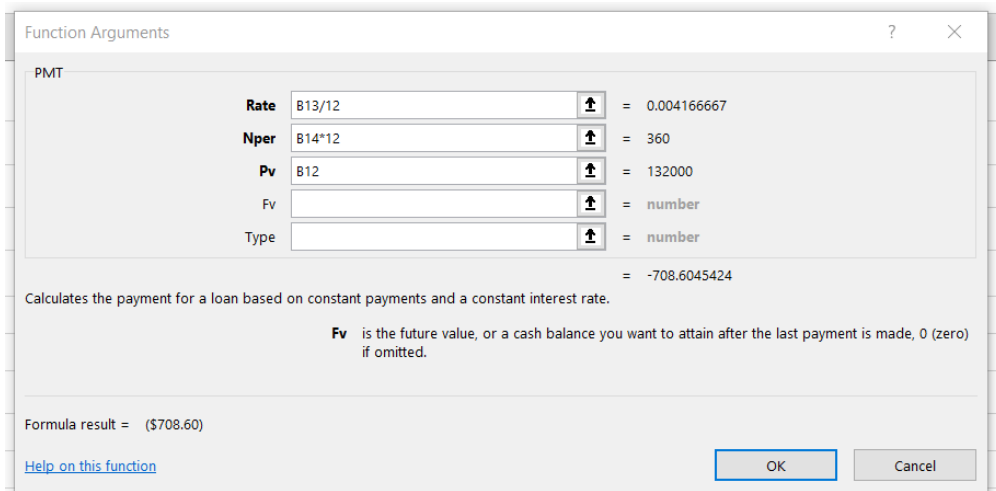 Function Arguments ?
PMT
Rate B13/12 = 0.004166667
Nper B14*12 = 360
Pv B12 = 132000
Fv = number
Type = number
= -708.6045424
Calculates the payment for a loan based on constant payments and a constant interest rate.
Fv is the future value, or a cash balance you want to attain after the last payment is made, 0 (zero)
if omitted.
Formula result = ($708.60)
Help on this function OK Cancel